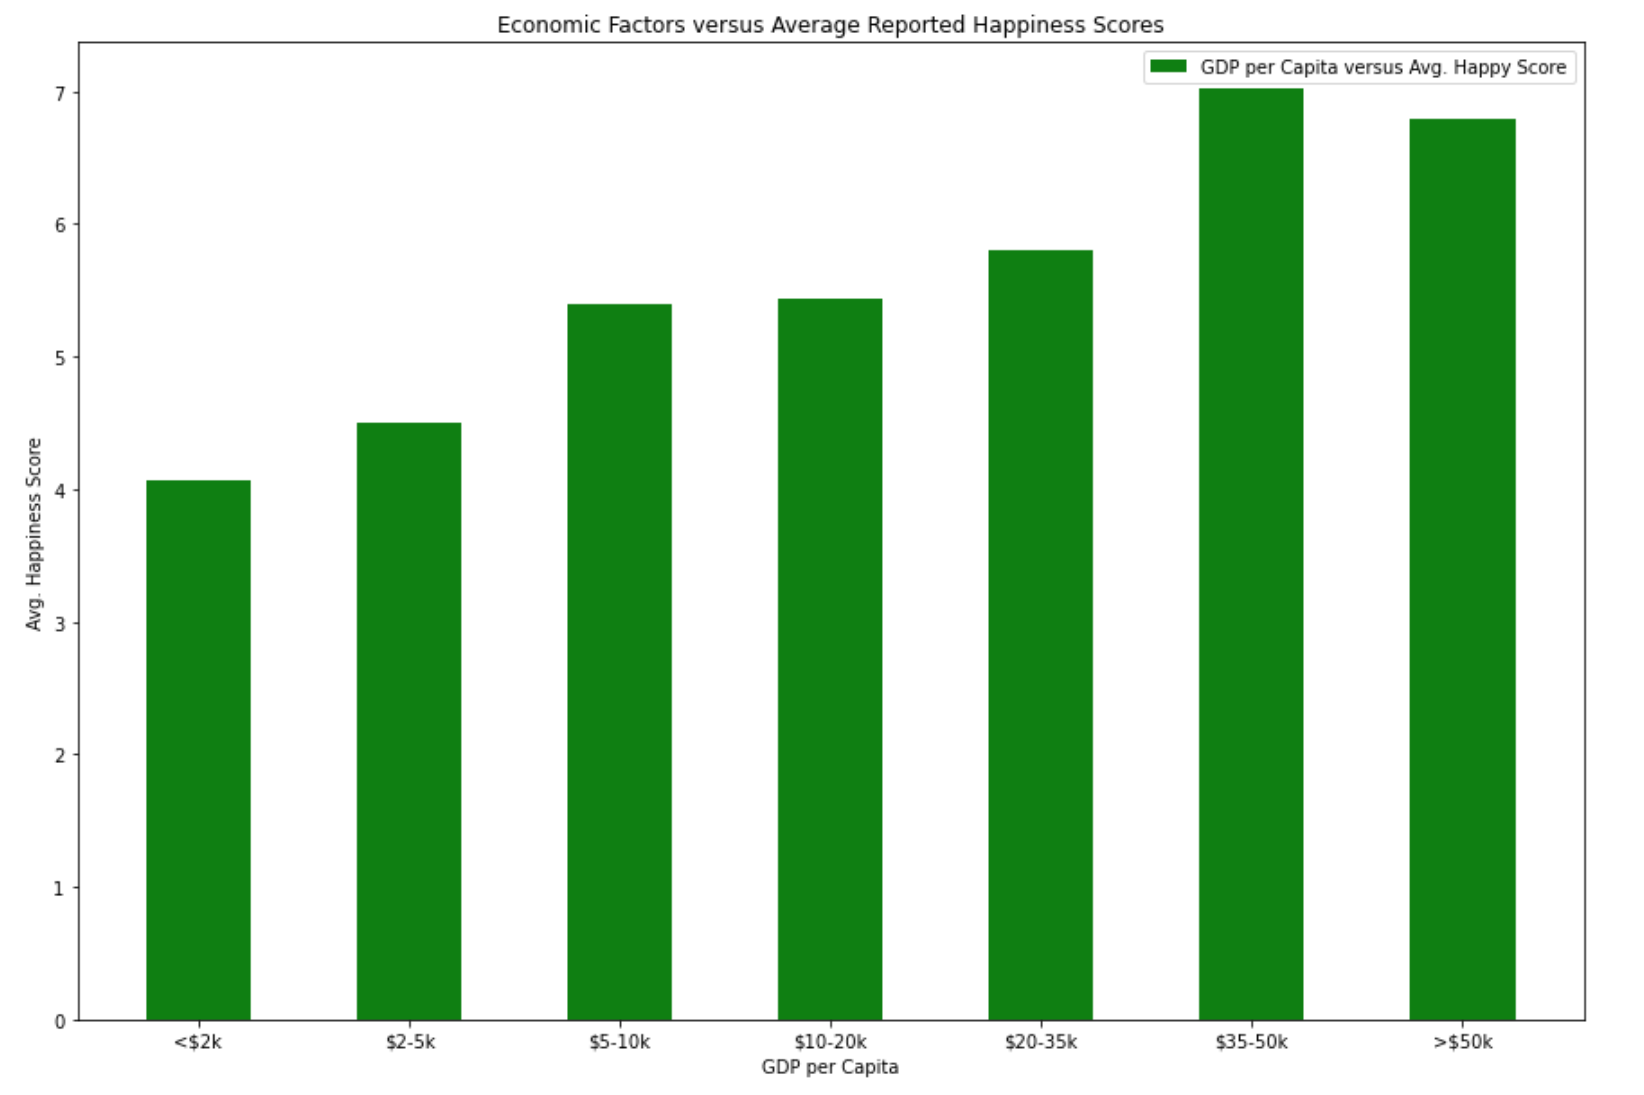 Economic Factors versus Average Reported Happiness Scores
GDP per Capita versus Avg. Happy Score
7
6
5
4
3
2
1
0
Avg. Happiness Score
<$2k $2-5k $5-10k $10-20k $20-35k $35-50k >$50k
GDP per Capita